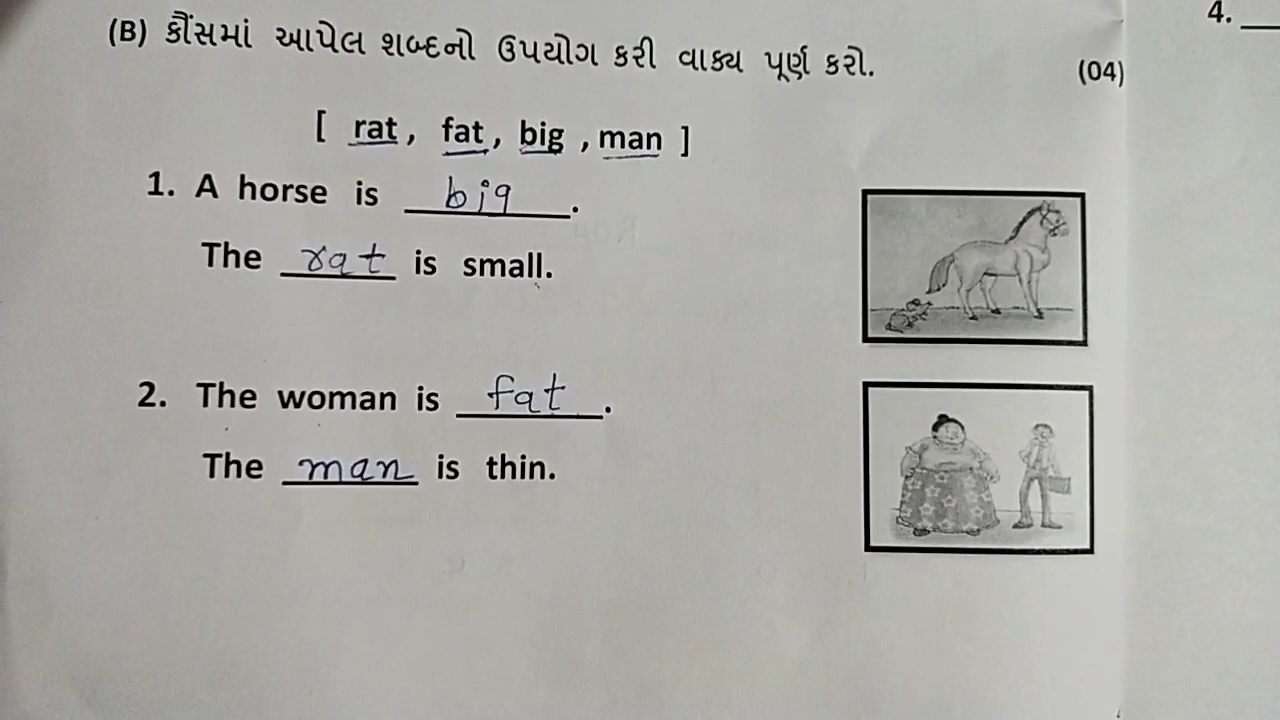 (B) કૌંસમાં આપેલ શબ્દનો ઉપયોગ કરી વાક્ય પૂર્ણ કરો. (04)
[ rat, fat, big, man ]
1. A horse is big.
The rat is small.
2. The woman is fat.
The man is thin.
4.